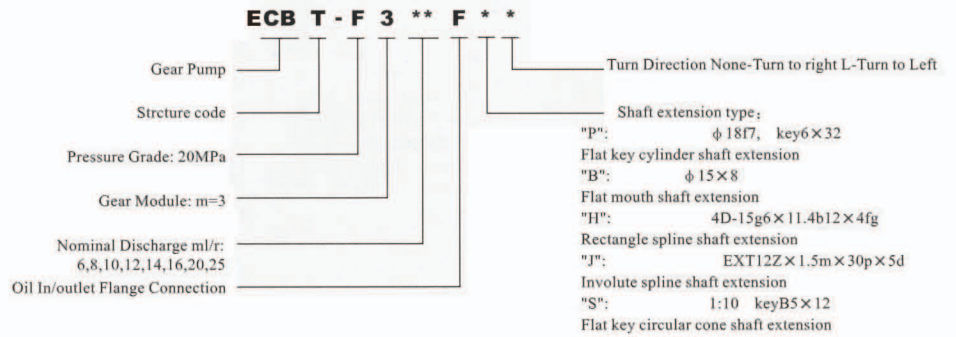 ECB T - F 3 ** F * *
Gear Pump
Strcture code
Pressure Grade: 20MPa
Gear Module: m=3
Nominal Discharge ml/r:
6,8,10,12,14,16,20,25
Oil In/outlet Flange Connection
Turn Direction None-Turn to right L-Turn to Left
Shaft extension type:
"P": ϕ 18f7, key6×32
Flat key cylinder shaft extension
"B": ϕ 15×8
Flat mouth shaft extension
"H": 4D-15g6×11.4b12×4fg
Rectangle spline shaft extension
"J": EXT12Z×1.5m×30p×5d
Involute spline shaft extension
"S": 1:10 keyB5×12
Flat key circular cone shaft extension